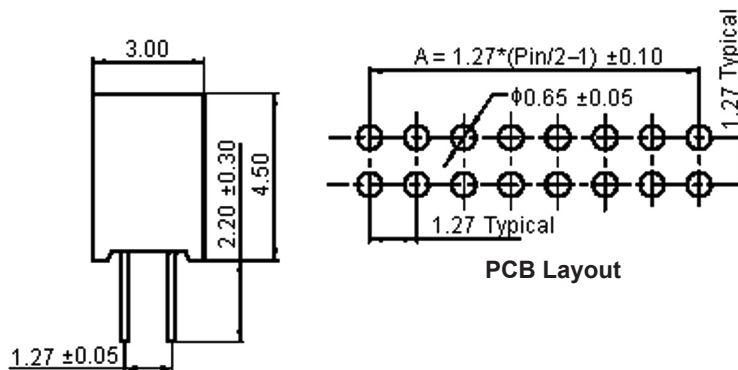 3.00
2.20 ±0.30
4.50
1.27 ±0.05
A = 1.27*(Pin/2–1) ±0.10
1.27 Typical
ϕ0.65 ±0.05
1.27 Typical
PCB Layout